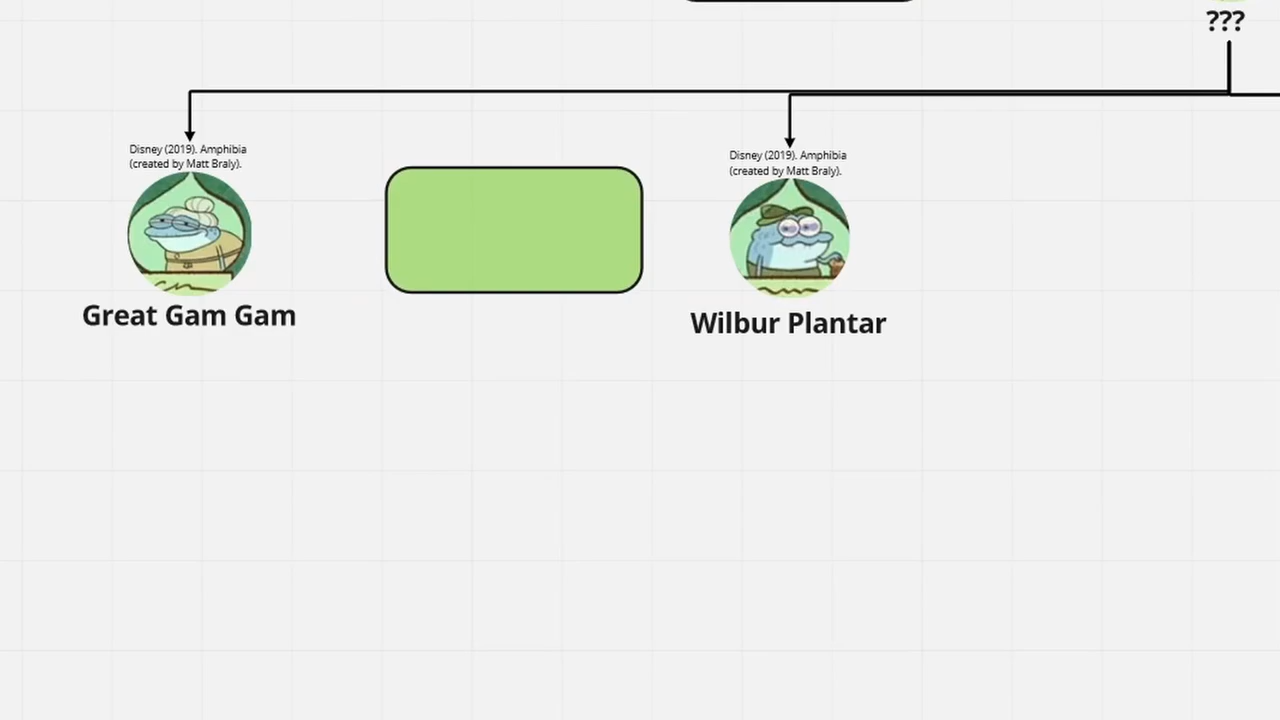 ???
Disney (2019). Amphibia
(created by Matt Braly).
Great Gam Gam
Disney (2019). Amphibia
(created by Matt Braly).
Wilbur Plantar